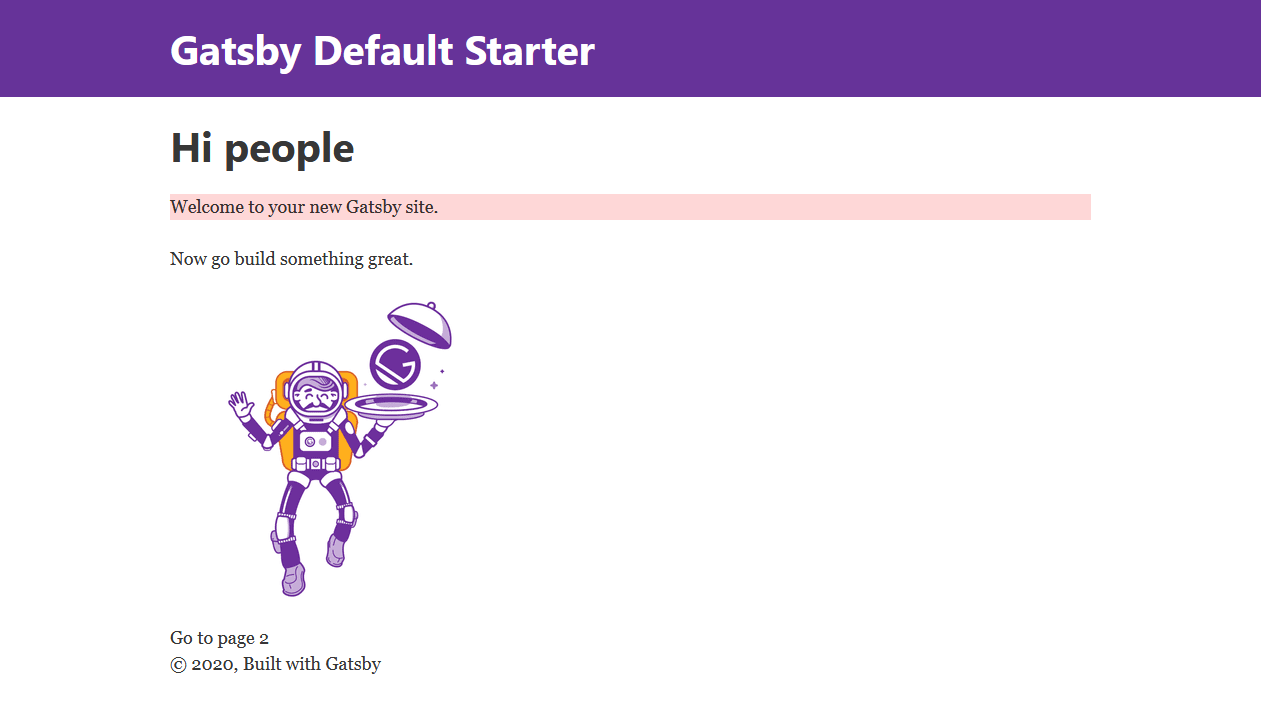 Gatsby Default Starter
Hi people
Welcome to your new Gatsby site.
Now go build something great.
Go to page 2
© 2020, Built with Gatsby